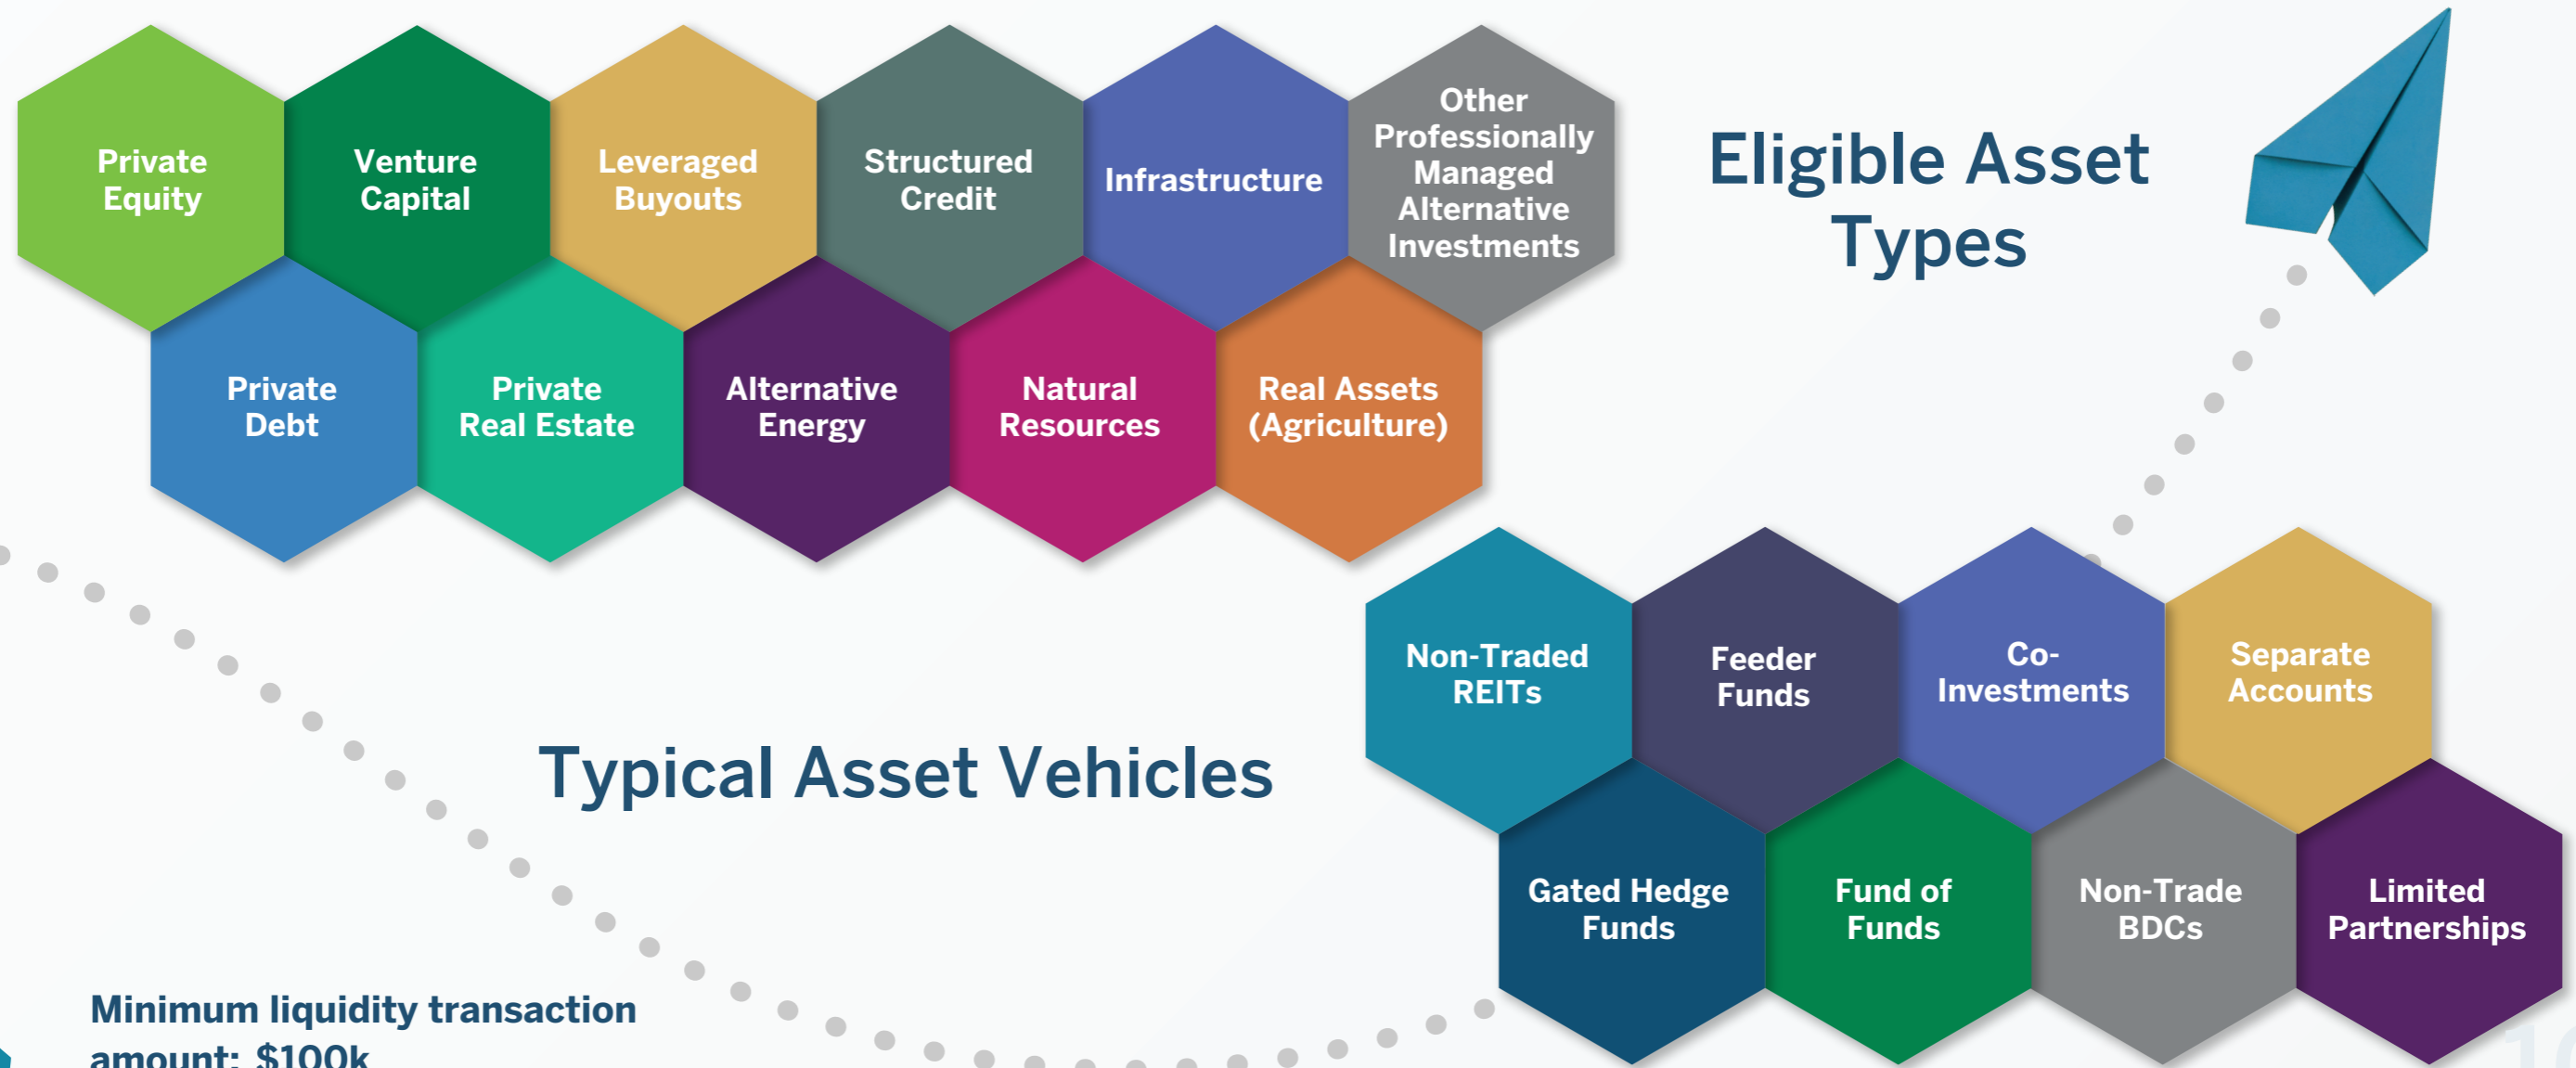 Private
Equity
Venture
Capital
Leveraged
Buyouts
Structured
Credit
Infrastructure
Other
Professionally
Managed
Alternative
Investments
Eligible Asset
Types
Private
Debt
Private
Real Estate
Alternative
Energy
Natural
Resources
Real Assets
(Agriculture)
Typical Asset Vehicles
Non-Traded
REITs
Feeder
Funds
Co-
Investments
Separate
Accounts
Gated Hedge
Funds
Fund of
Funds
Non-Trade
BDCs
Limited
Partnerships
Minimum liquidity transaction
amount: $100k